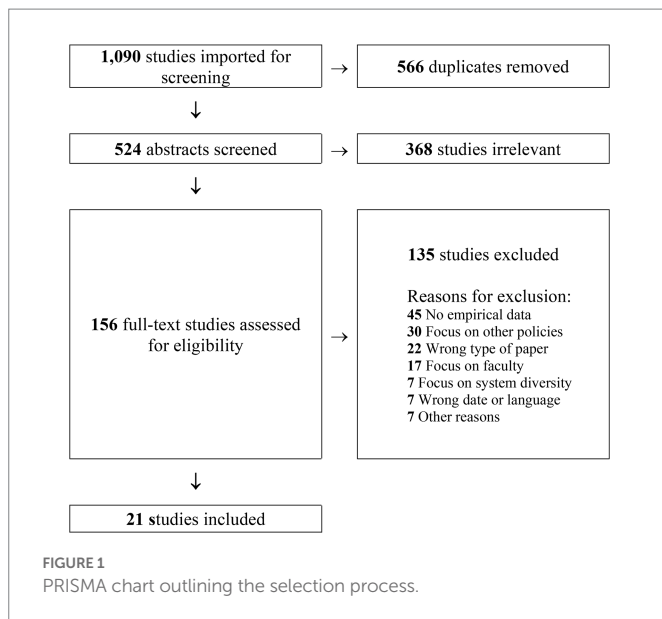 1,090 studies imported for
screening
→
566 duplicates removed
↓
524 abstracts screened
→
368 studies irrelevant
↓
156 full-text studies assessed
for eligibility
→
135 studies excluded
Reasons for exclusion:
45 No empirical data
30 Focus on other policies
22 Wrong type of paper
17 Focus on faculty
7 Focus on system diversity
7 Wrong date or language
7 Other reasons
↓
21 studies included
FIGURE 1
PRISMA chart outlining the selection process.